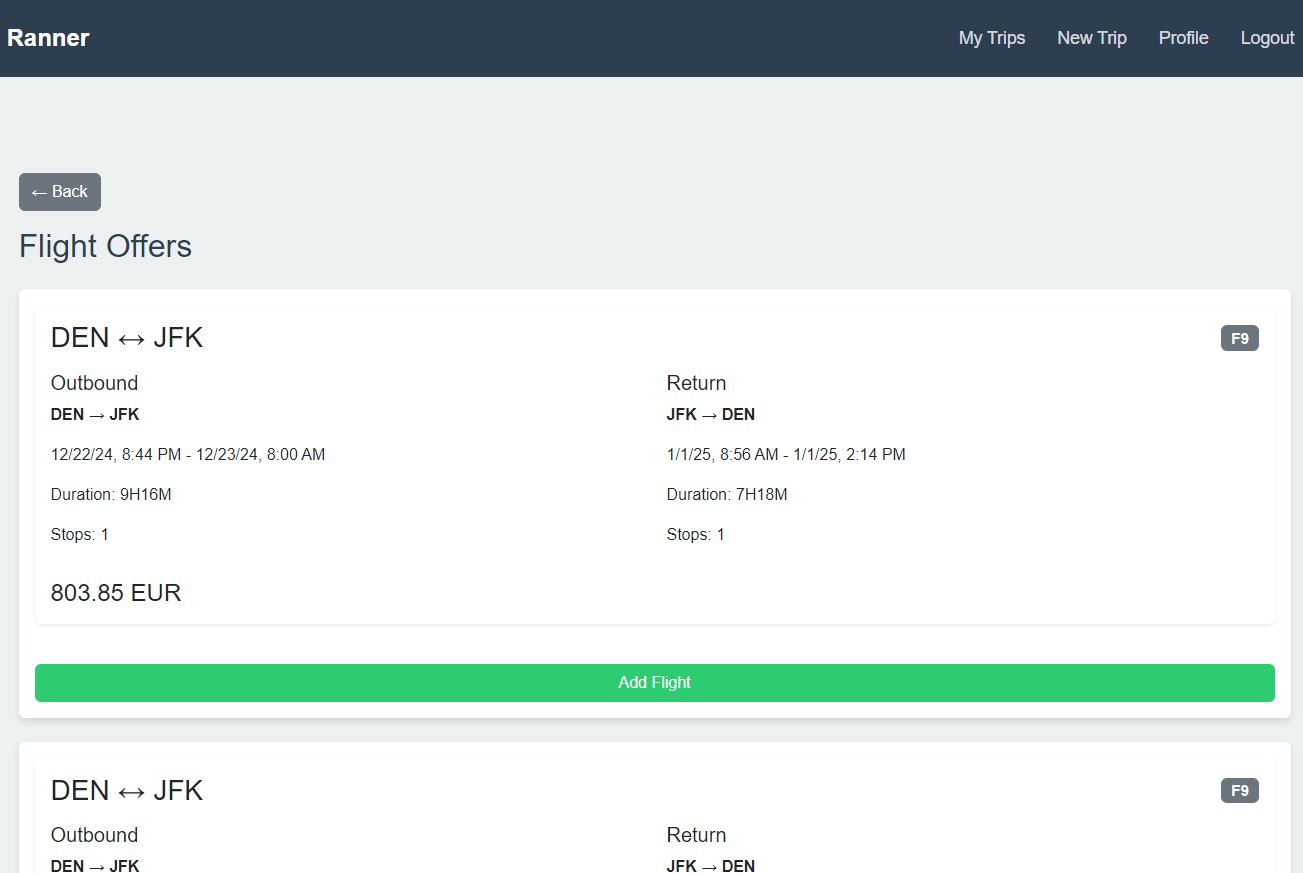 Ranner
My Trips New Trip Profile Logout
← Back
Flight Offers
DEN ↔ JFK F9
Outbound Return
DEN → JFK JFK → DEN
12/22/24, 8:44 PM - 12/23/24, 8:00 AM 1/1/25, 8:56 AM - 1/1/25, 2:14 PM
Duration: 9H16M Duration: 7H18M
Stops: 1 Stops: 1
803.85 EUR
Add Flight
DEN ↔ JFK F9
Outbound Return
DEN → JFK JFK → DEN